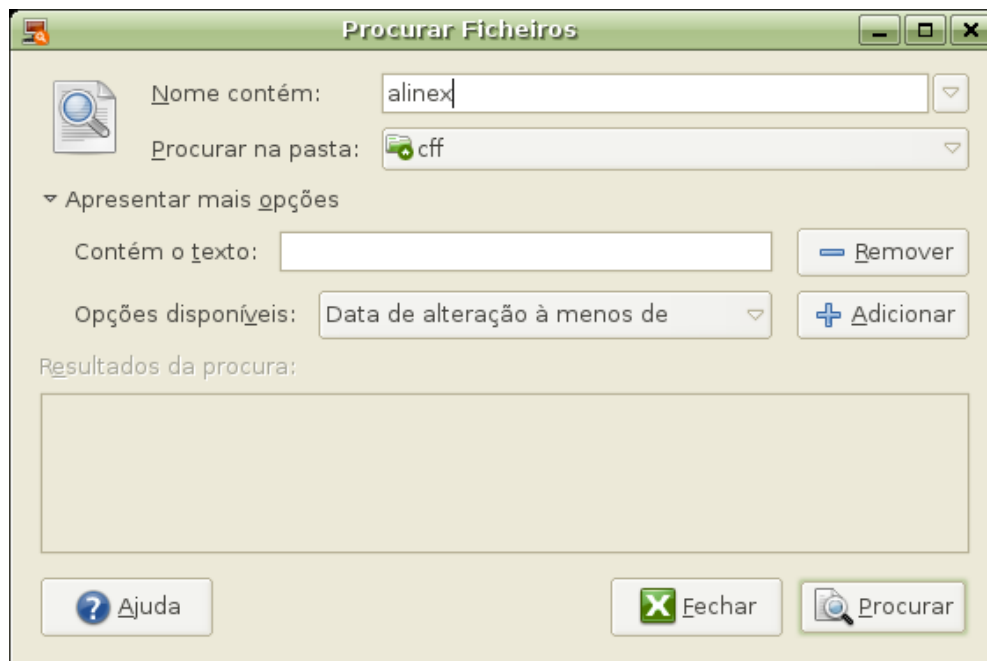 Procurar Ficheiros
Nome contém: alinex
Procurar na pasta: cff
Apresentar mais opções
Contém o texto: Remover
Opções disponíveis: Data de alteração à menos de Adicionar
Resultados da procura:
Ajuda Fechar Procurar